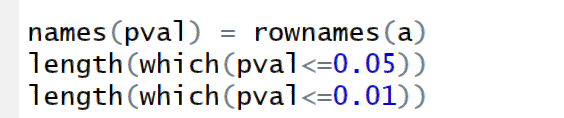 names(pval) = rownames(a)
length(which(pval<=0.05))
length(which(pval<=0.01))